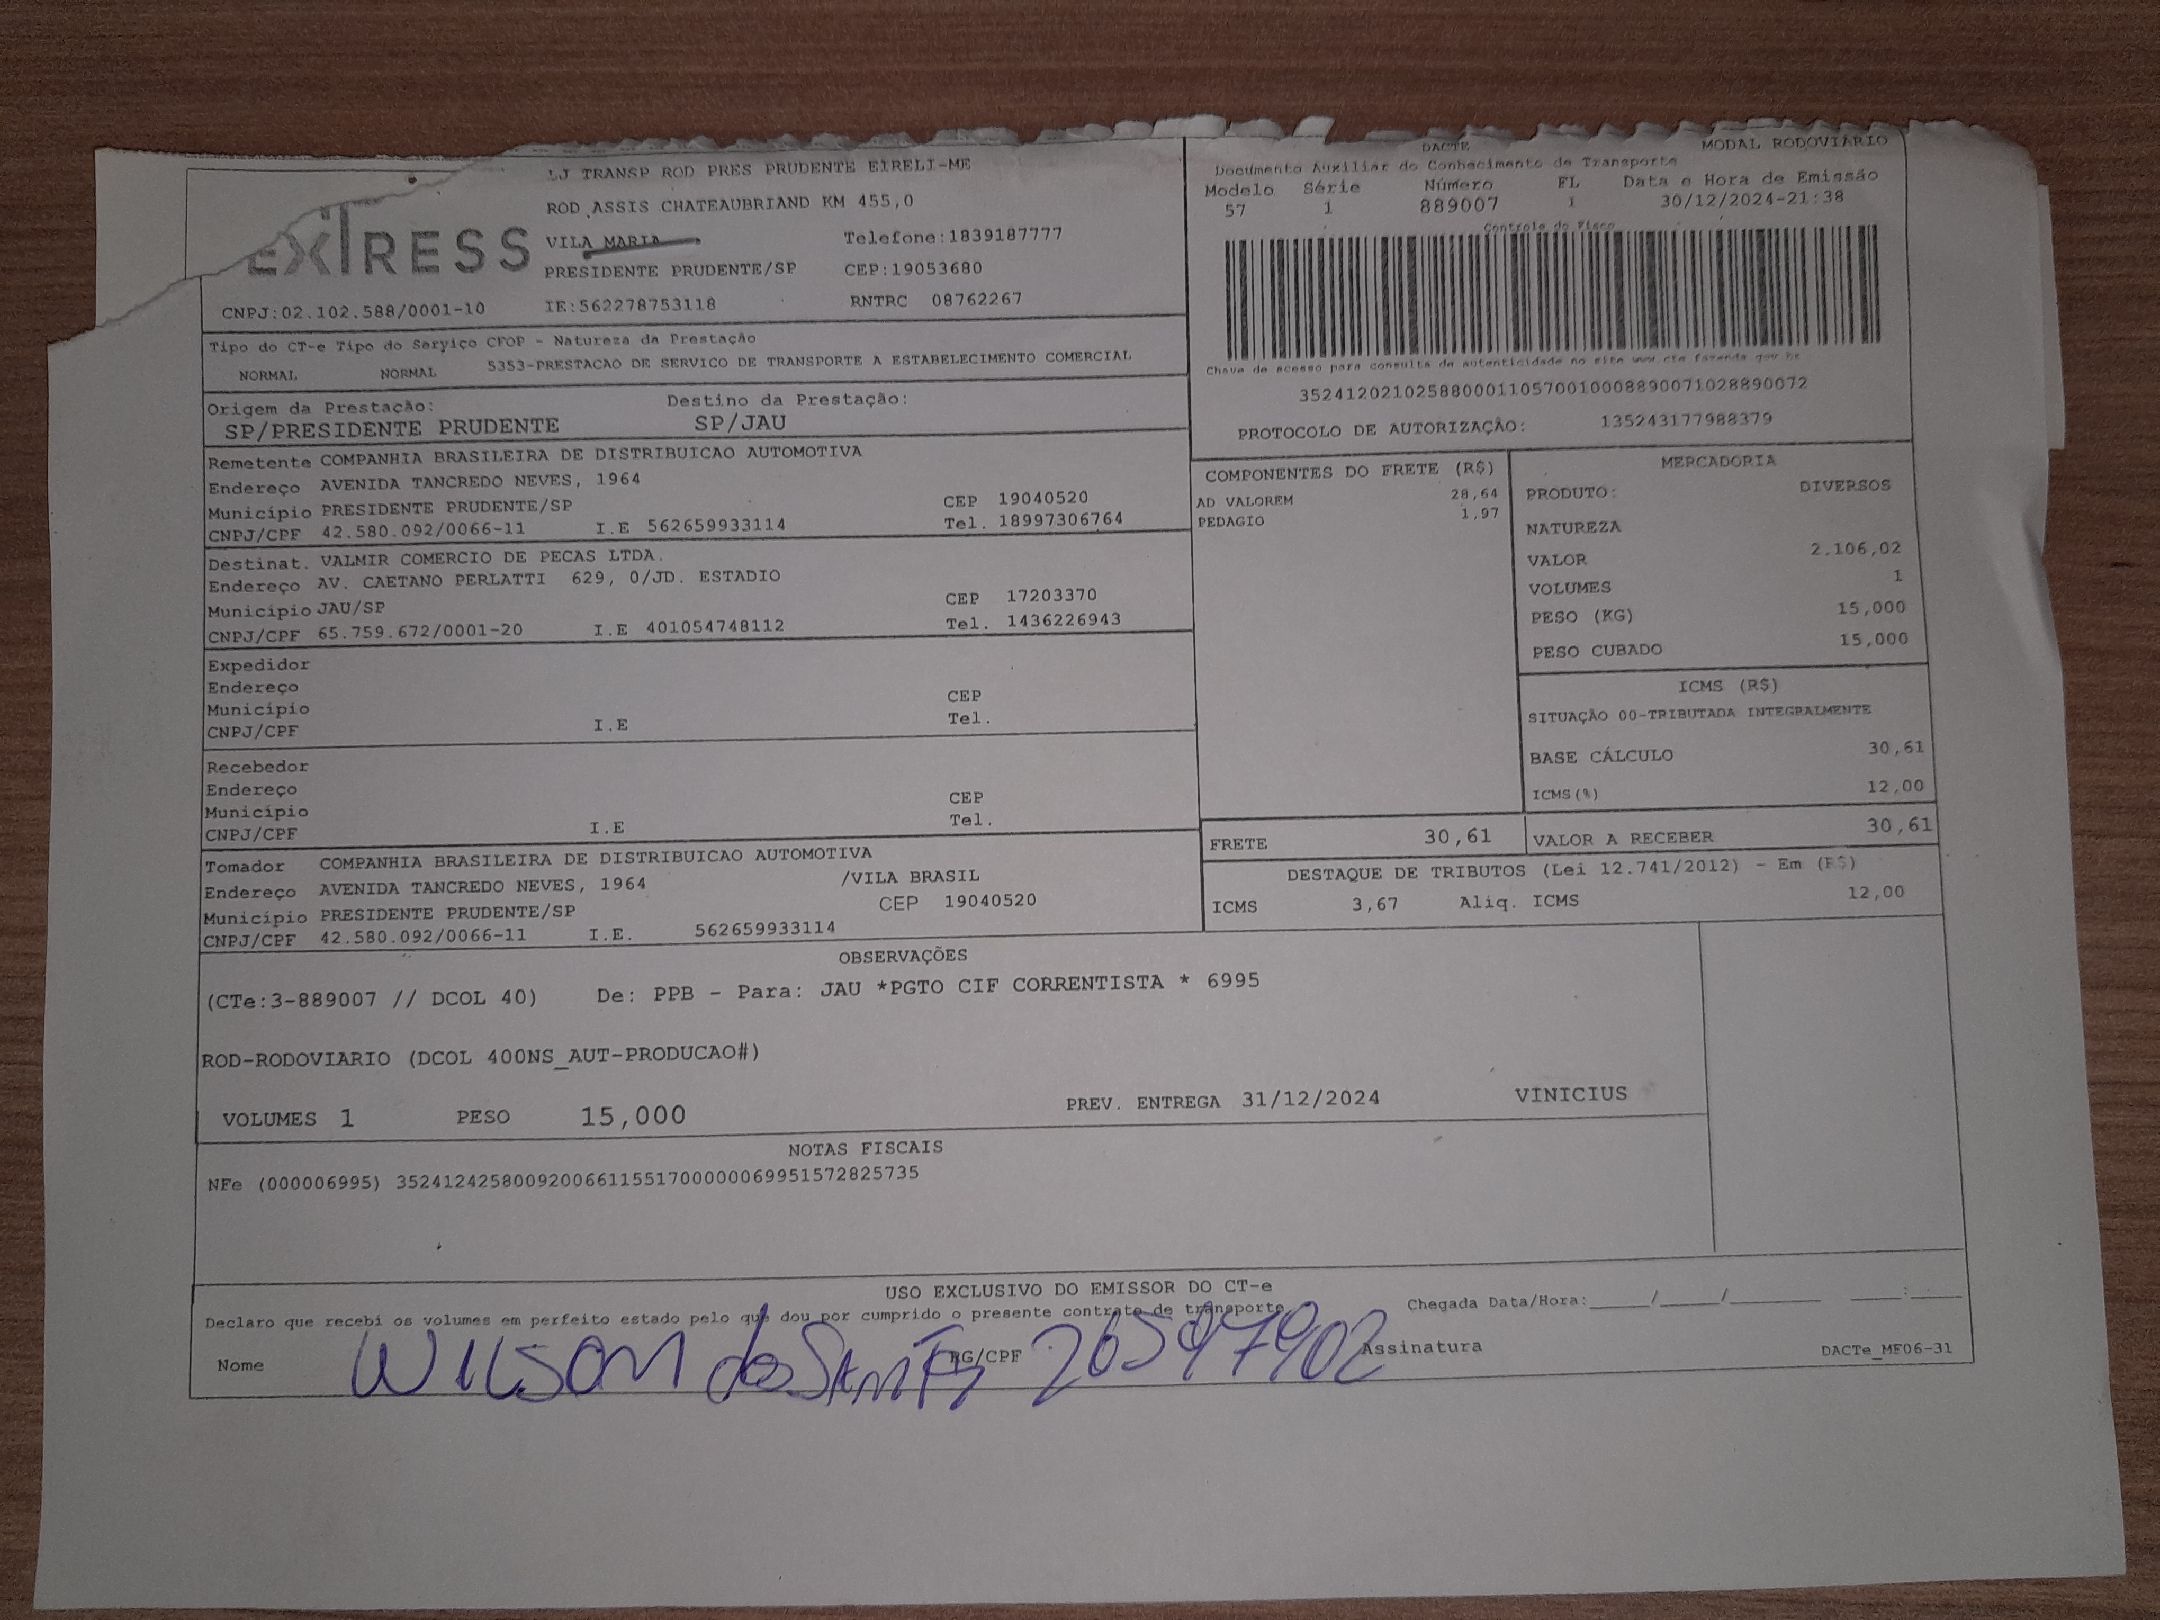 LJ TRANSP ROD PRES PRUDENTE EIRELI-ME
ROD ASSIS CHATEAUBRIAND KM 455,0
VILA MARIA Telefone:1839187777
PRESIDENTE PRUDENTE/SP CEP:19053680
CNPJ:02.102.588/0001-10 IE:562278753118 RNTRC 08762267
DACTE MODAL RODOVIÁRIO
Documento Auxiliar do Conhecimento de Transporte
Modelo Série Número FL Data e Hora de Emissão
57 1 889007 1 30/12/2024-21:38
Controle do Fisco
Chave de acesso para consulta de autenticidade no site www.cte.fazenda.gov.br
35241202102588000110570010008890071028890072
PROTOCOLO DE AUTORIZAÇÃO: 135243177988379
Tipo do CT-e Tipo do Serviço CFOP - Natureza da Prestação
NORMAL NORMAL 5353-PRESTACAO DE SERVICO DE TRANSPORTE A ESTABELECIMENTO COMERCIAL
Origem da Prestação: Destino da Prestação:
SP/PRESIDENTE PRUDENTE SP/JAU
Remetente COMPANHIA BRASILEIRA DE DISTRIBUICAO AUTOMOTIVA
Endereço AVENIDA TANCREDO NEVES, 1964
Município PRESIDENTE PRUDENTE/SP CEP 19040520
CNPJ/CPF 42.580.092/0066-11 I.E 562659933114 Tel. 18997306764
Destinat. VALMIR COMERCIO DE PECAS LTDA.
Endereço AV. CAETANO PERLATTI 629, 0/JD. ESTADIO
Município JAU/SP CEP 17203370
CNPJ/CPF 65.759.672/0001-20 I.E 401054748112 Tel. 1436226943
Expedidor
Endereço
Município CEP
CNPJ/CPF I.E Tel.
Recebedor
Endereço
Município CEP
CNPJ/CPF I.E Tel.
Tomador COMPANHIA BRASILEIRA DE DISTRIBUICAO AUTOMOTIVA
Endereço AVENIDA TANCREDO NEVES, 1964 /VILA BRASIL
Município PRESIDENTE PRUDENTE/SP CEP 19040520
CNPJ/CPF 42.580.092/0066-11 I.E. 562659933114
COMPONENTES DO FRETE (R$)
AD VALOREM 28,64
PEDAGIO 1,97
MERCADORIA
PRODUTO: DIVERSOS
NATUREZA
VALOR 2.106,02
VOLUMES 1
PESO (KG) 15,000
PESO CUBADO 15,000
ICMS (R$)
SITUAÇÃO 00-TRIBUTADA INTEGRALMENTE
BASE CÁLCULO 30,61
ICMS(%) 12,00
FRETE 30,61 VALOR A RECEBER 30,61
DESTAQUE DE TRIBUTOS (Lei 12.741/2012) - Em (R$)
ICMS 3,67 Aliq. ICMS 12,00
OBSERVAÇÕES
(CTe:3-889007 // DCOL 40) De: PPB - Para: JAU *PGTO CIF CORRENTISTA * 6995
ROD-RODOVIARIO (DCOL 400NS_AUT-PRODUCAO#)
VOLUMES 1 PESO 15,000 PREV. ENTREGA 31/12/2024 VINICIUS
NOTAS FISCAIS
NFe (000006995) 35241242580092006611551700000069951572825735
USO EXCLUSIVO DO EMISSOR DO CT-e
Declaro que recebi os volumes em perfeito estado pelo que dou por cumprido o presente contrato de transporte. Chegada Data/Hora:_____/_____/________ ____:____
Nome Wilson dos Santos RG/CPF 26597902 Assinatura DACTe_MF06-31